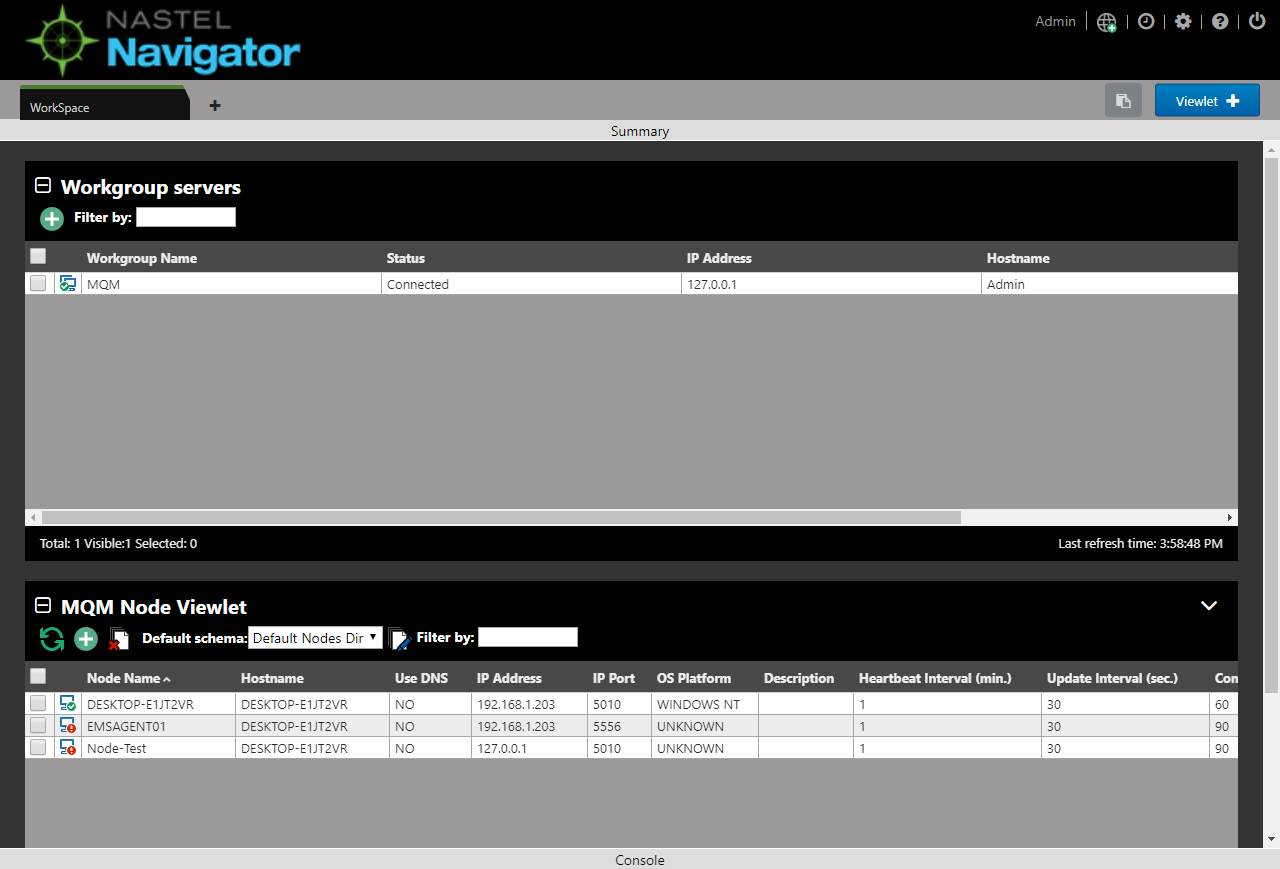 NASTEL
Navigator
Admin
WorkSpace
Viewlet
Summary
Workgroup servers
Filter by:
Workgroup Name Status IP Address Hostname
MQM Connected 127.0.0.1 Admin
Total: 1 Visible:1 Selected: 0 Last refresh time: 3:58:48 PM
MQM Node Viewlet
Default schema: Default Nodes Dir Filter by:
Node Name Hostname Use DNS IP Address IP Port OS Platform Description Heartbeat Interval (min.) Update Interval (sec.) Con
DESKTOP-E1JT2VR DESKTOP-E1JT2VR NO 192.168.1.203 5010 WINDOWS NT 1 30 60
EMSAGENT01 DESKTOP-E1JT2VR NO 192.168.1.203 5556 UNKNOWN 1 30 90
Node-Test DESKTOP-E1JT2VR NO 127.0.0.1 5010 UNKNOWN 1 30 90
Console